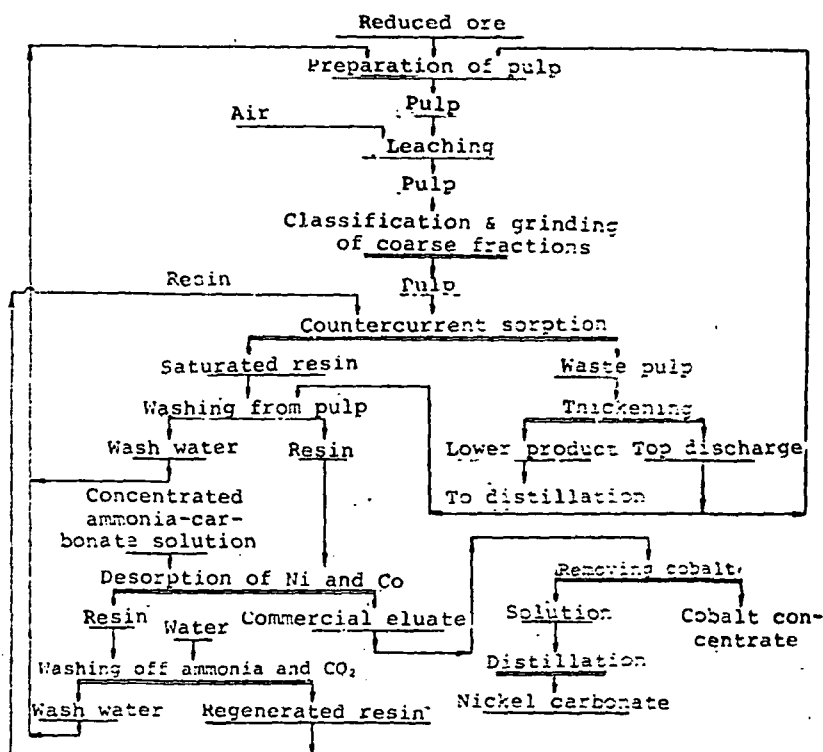 Reduced ore
Preparation of pulp
Pulp
Air
Leaching
Pulp
Classification & grinding
of coarse fractions
Resin
Pulp
Countercurrent sorption
Saturated resin
Waste pulp
Washing from pulp
Thickening
Wash water
Resin
Lower product
Top discharge
Concentrated
ammonia-car-
bonate solution
To distillation
Desorption of Ni and Co
Removing cobalt
Resin
Water
Commercial eluate
Solution
Cobalt con-
centrate
Washing off ammonia and CO₂
Distillation
Wash water
Regenerated resin
Nickel carbonate